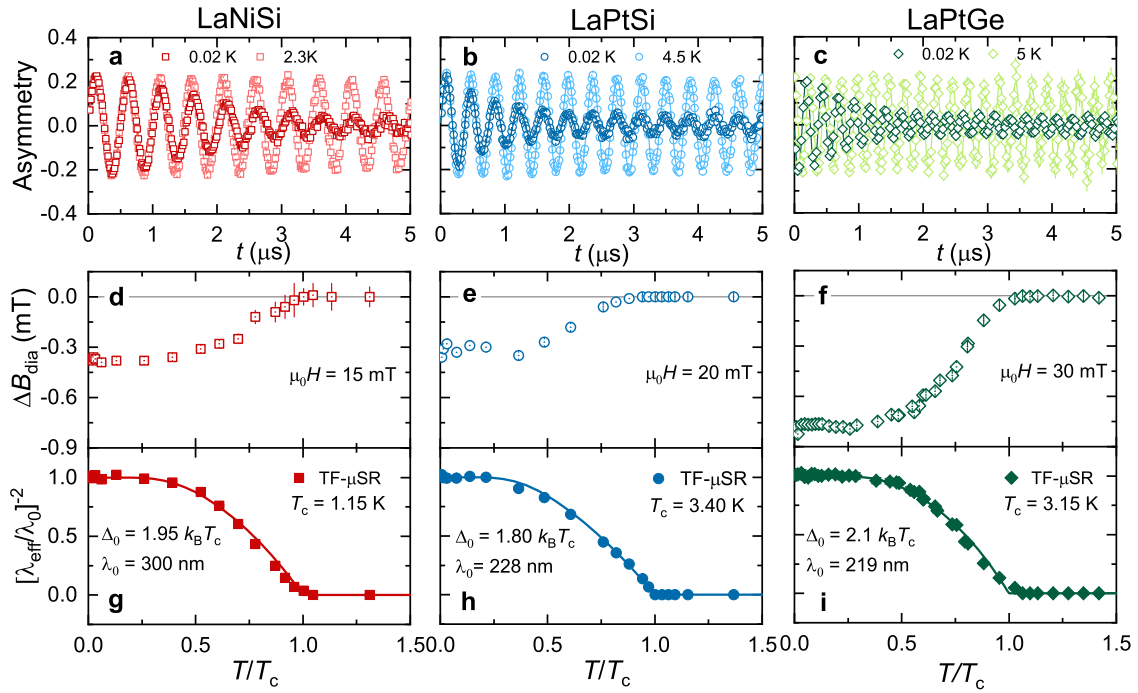 LaNiSi LaPtSi LaPtGe
a 0.02 K 2.3K
b 0.02 K 4.5 K
c 0.02 K 5 K
Asymmetry
0.4
0.2
0.0
-0.2
-0.4
0 1 2 3 4 5
0 1 2 3 4 5
0 1 2 3 4 5
t (μs) t (μs) t (μs)
d
e
f
ΔB_dia (mT)
0.0
-0.3
-0.6
-0.9
μ₀H = 15 mT
μ₀H = 20 mT
μ₀H = 30 mT
[λ_eff/λ₀]⁻²
1.0
0.5
0.0
TF-μSR
T_c = 1.15 K
Δ₀ = 1.95 k_BT_c
λ₀ = 300 nm
g
TF-μSR
T_c = 3.40 K
Δ₀ = 1.80 k_BT_c
λ₀= 228 nm
h
TF-μSR
T_c = 3.15 K
Δ₀ = 2.1 k_BT_c
λ₀ = 219 nm
i
0.0 0.5 1.0 1.5
0.0 0.5 1.0 1.5
0.0 0.5 1.0 1.5
T/T_c T/T_c T/T_c